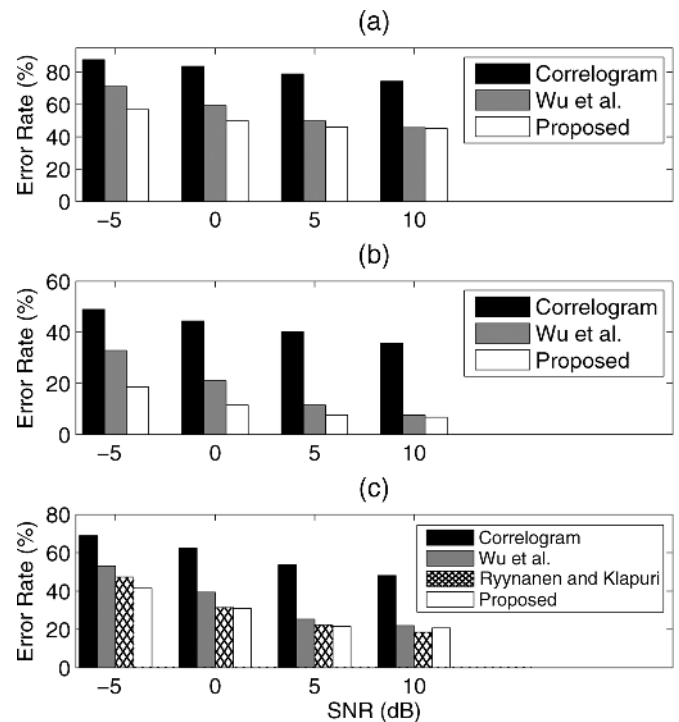 (a)
Error Rate (%)
80
60
40
20
0
Correlogram
Wu et al.
Proposed
−5 0 5 10
(b)
Error Rate (%)
60
40
20
0
Correlogram
Wu et al.
Proposed
−5 0 5 10
(c)
Error Rate (%)
80
60
40
20
0
Correlogram
Wu et al.
Ryynanen and Klapuri
Proposed
−5 0 5 10
SNR (dB)